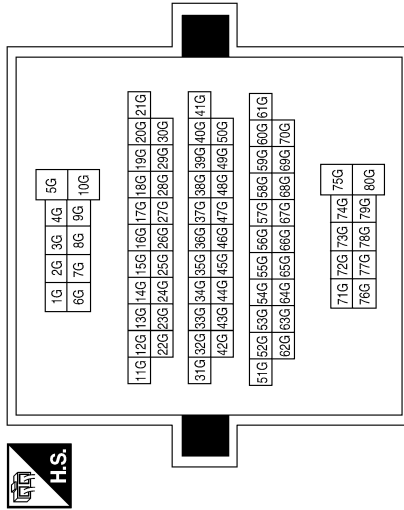 5G
10G
1G 2G 3G 4G
6G 7G 8G 9G
11G 12G 13G 14G 15G 16G 17G 18G 19G 20G 21G
22G 23G 24G 25G 26G 27G 28G 29G 30G
31G 32G 33G 34G 35G 36G 37G 38G 39G 40G 41G
42G 43G 44G 45G 46G 47G 48G 49G 50G
51G 52G 53G 54G 55G 56G 57G 58G 59G 60G 61G
62G 63G 64G 65G 66G 67G 68G 69G 70G
75G
80G
71G 72G 73G 74G
76G 77G 78G 79G
H.S.